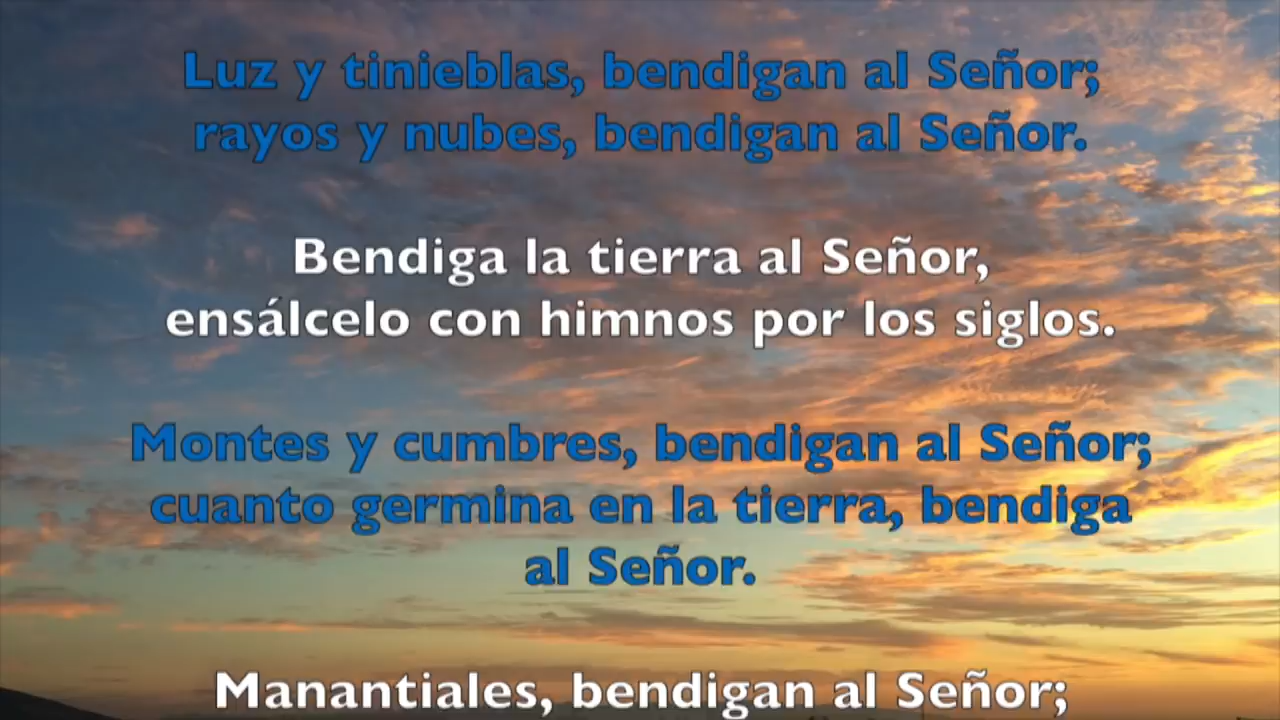 Luz y tinieblas, bendigan al Señor;
rayos y nubes, bendigan al Señor.
Bendiga la tierra al Señor,
ensálcelo con himnos por los siglos.
Montes y cumbres, bendigan al Señor;
cuanto germina en la tierra, bendiga
al Señor.
Manantiales, bendigan al Señor;